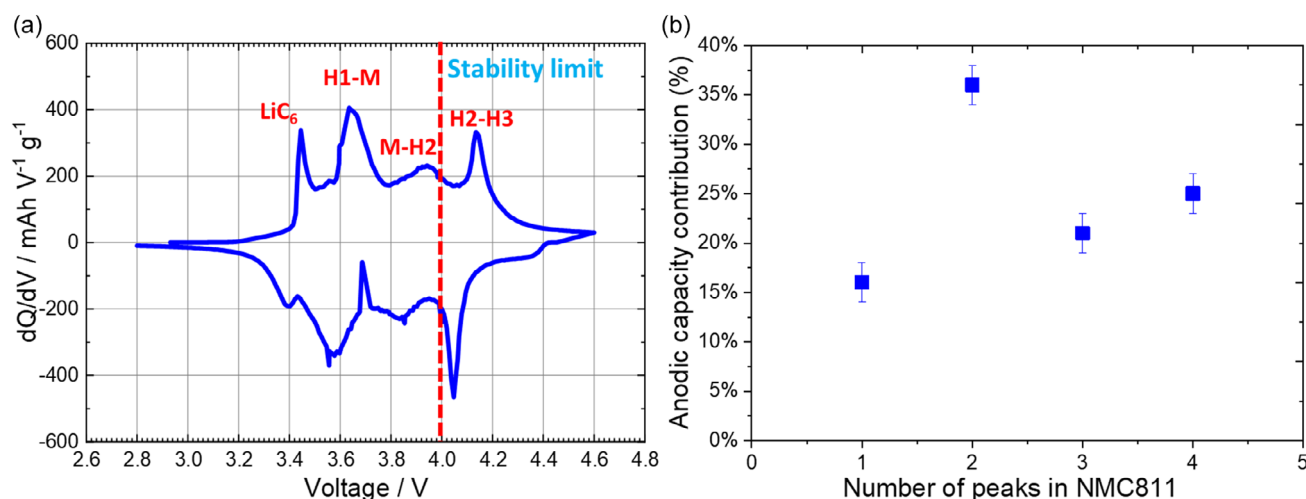 (a)
600
400
200
0
-200
-400
-600
dQ/dV / mAh V⁻¹ g⁻¹
LiC₆
H1-M
M-H2
Stability limit
H2-H3
2.6 2.8 3.0 3.2 3.4 3.6 3.8 4.0 4.2 4.4 4.6 4.8
Voltage / V
(b)
40%
35%
30%
25%
20%
15%
10%
5%
0%
Anodic capacity contribution (%)
0 1 2 3 4 5
Number of peaks in NMC811